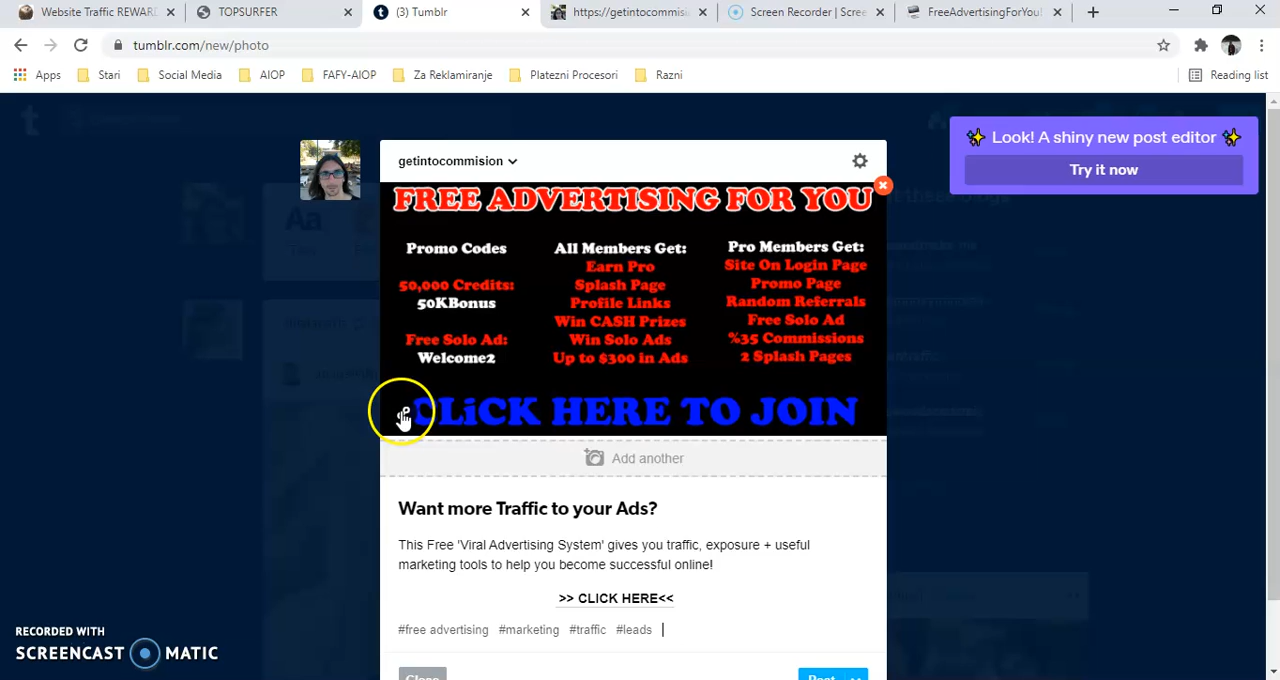 Website Traffic REWARD
TOPSURFER
(3) Tumblr
https://getintocommisi
Screen Recorder | Scree
FreeAdvertisingForYou!
tumblr.com/new/photo
Apps
Stari
Social Media
AIOP
FAFY-AIOP
Za Reklamiranje
Platezni Procesori
Razni
Reading list
getintocommision
Look! A shiny new post editor
Try it now
FREE ADVERTISING FOR YOU
Promo Codes
50,000 Credits:
50KBonus
Free Solo Ad:
Welcome2
All Members Get:
Earn Pro
Splash Page
Profile Links
Win CASH Prizes
Win Solo Ads
Up to $300 in Ads
Pro Members Get:
Site On Login Page
Promo Page
Random Referrals
Free Solo Ad
%35 Commissions
2 Splash Pages
CLiCK HERE TO JOIN
Add another
Want more Traffic to your Ads?
This Free 'Viral Advertising System' gives you traffic, exposure + useful
marketing tools to help you become successful online!
>> CLICK HERE<<
#free advertising #marketing #traffic #leads
Close
Post
RECORDED WITH
SCREENCAST MATIC